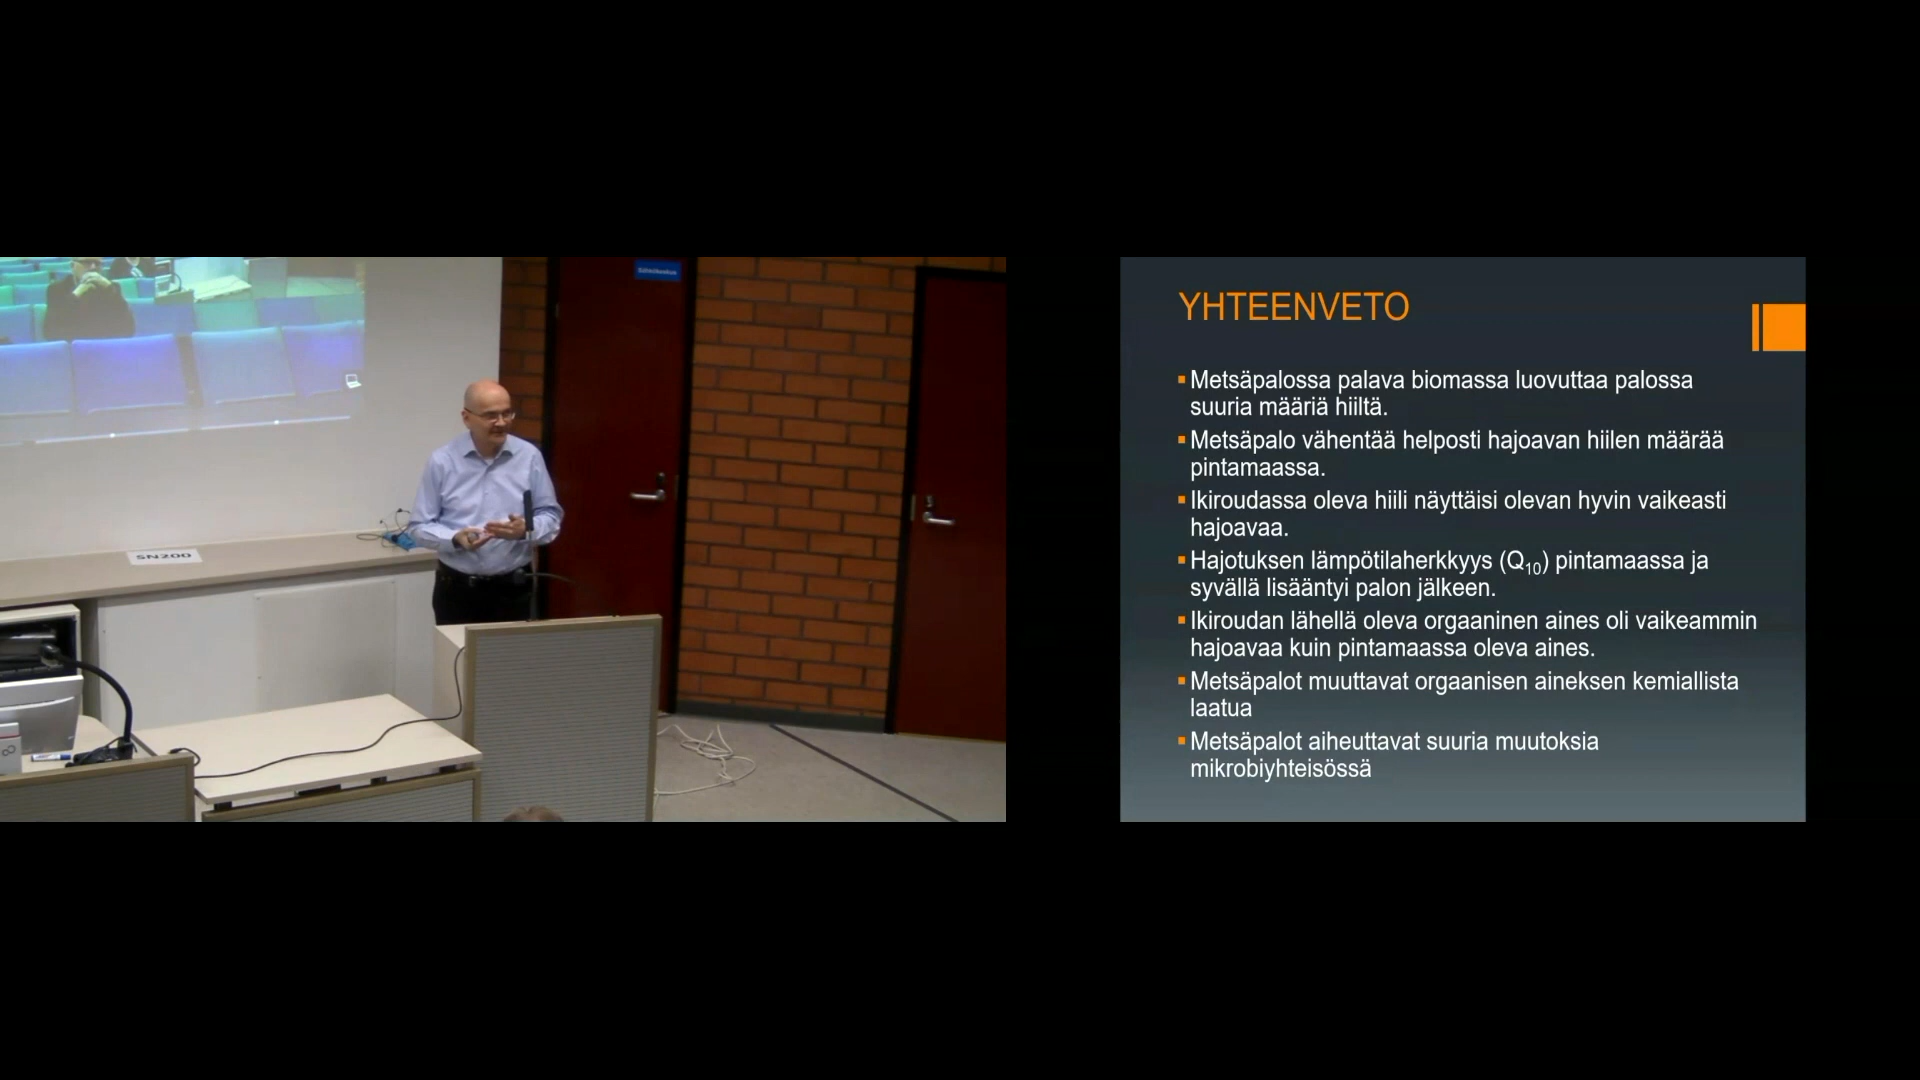 SN200
YHTEENVETO
Metsäpalossa palava biomassa luovuttaa palossa
suuria määriä hiiltä.
Metsäpalo vähentää helposti hajoavan hiilen määrää
pintamaassa.
Ikiroudassa oleva hiili näyttäisi olevan hyvin vaikeasti
hajoavaa.
Hajotuksen lämpötilaherkkyys (Q10) pintamaassa ja
syvällä lisääntyi palon jälkeen.
Ikiroudan lähellä oleva orgaaninen aines oli vaikeammin
hajoavaa kuin pintamaassa oleva aines.
Metsäpalot muuttavat orgaanisen aineksen kemiallista
laatua
Metsäpalot aiheuttavat suuria muutoksia
mikrobiyhteisössä